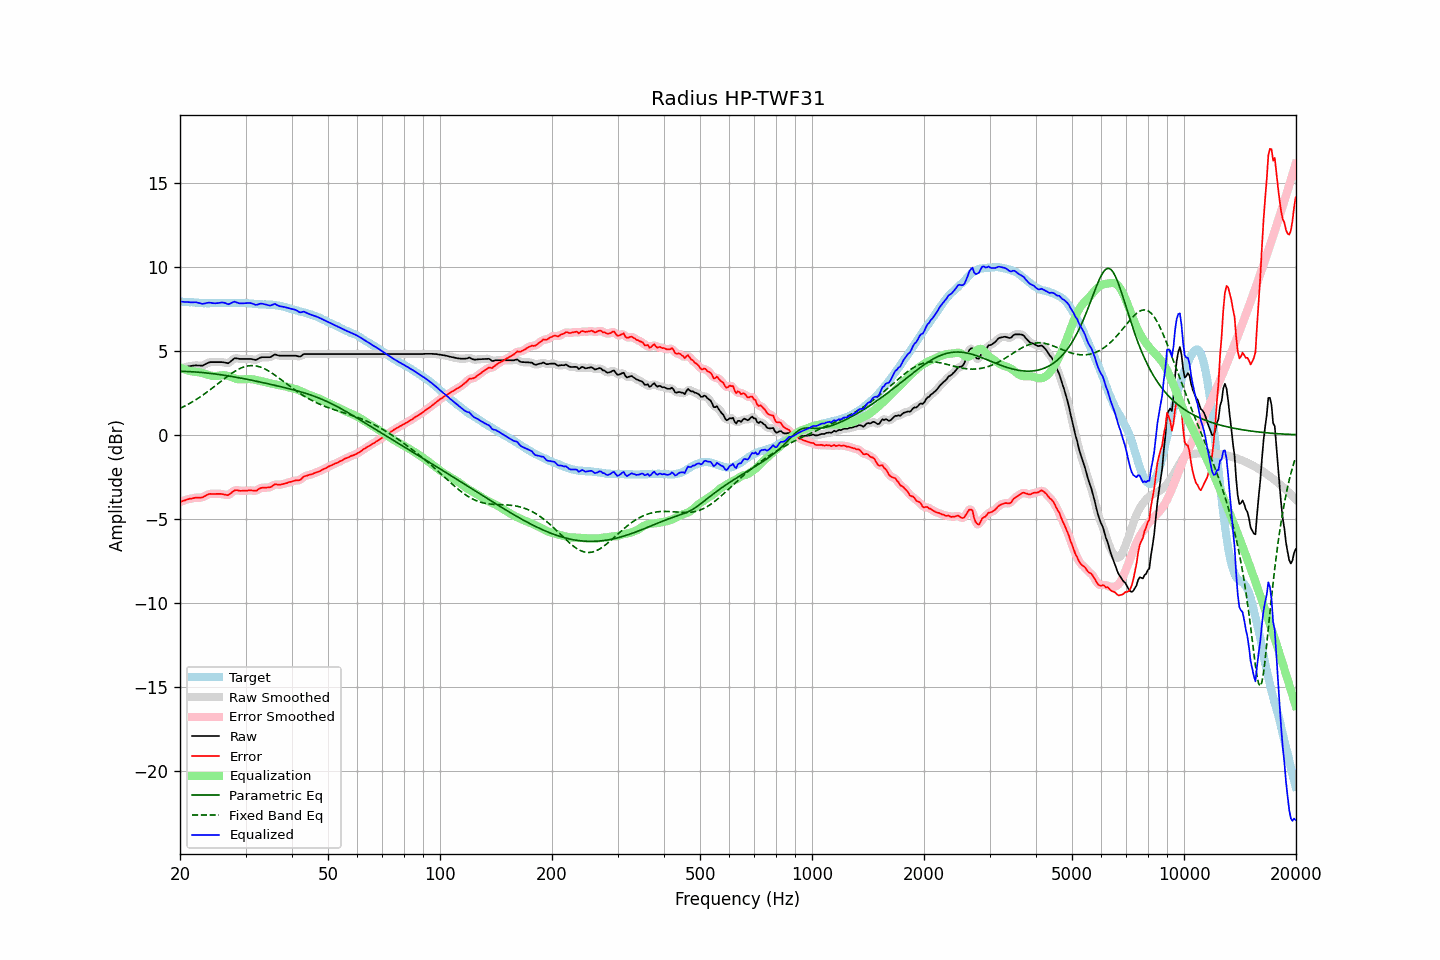 Radius HP-TWF31
Amplitude (dBr)
15
10
5
0
−5
−10
−15
−20
Target
Raw Smoothed
Error Smoothed
Raw
Error
Equalization
Parametric Eq
Fixed Band Eq
Equalized
20 50 100 200 500 1000 2000 5000 10000 20000
Frequency (Hz)